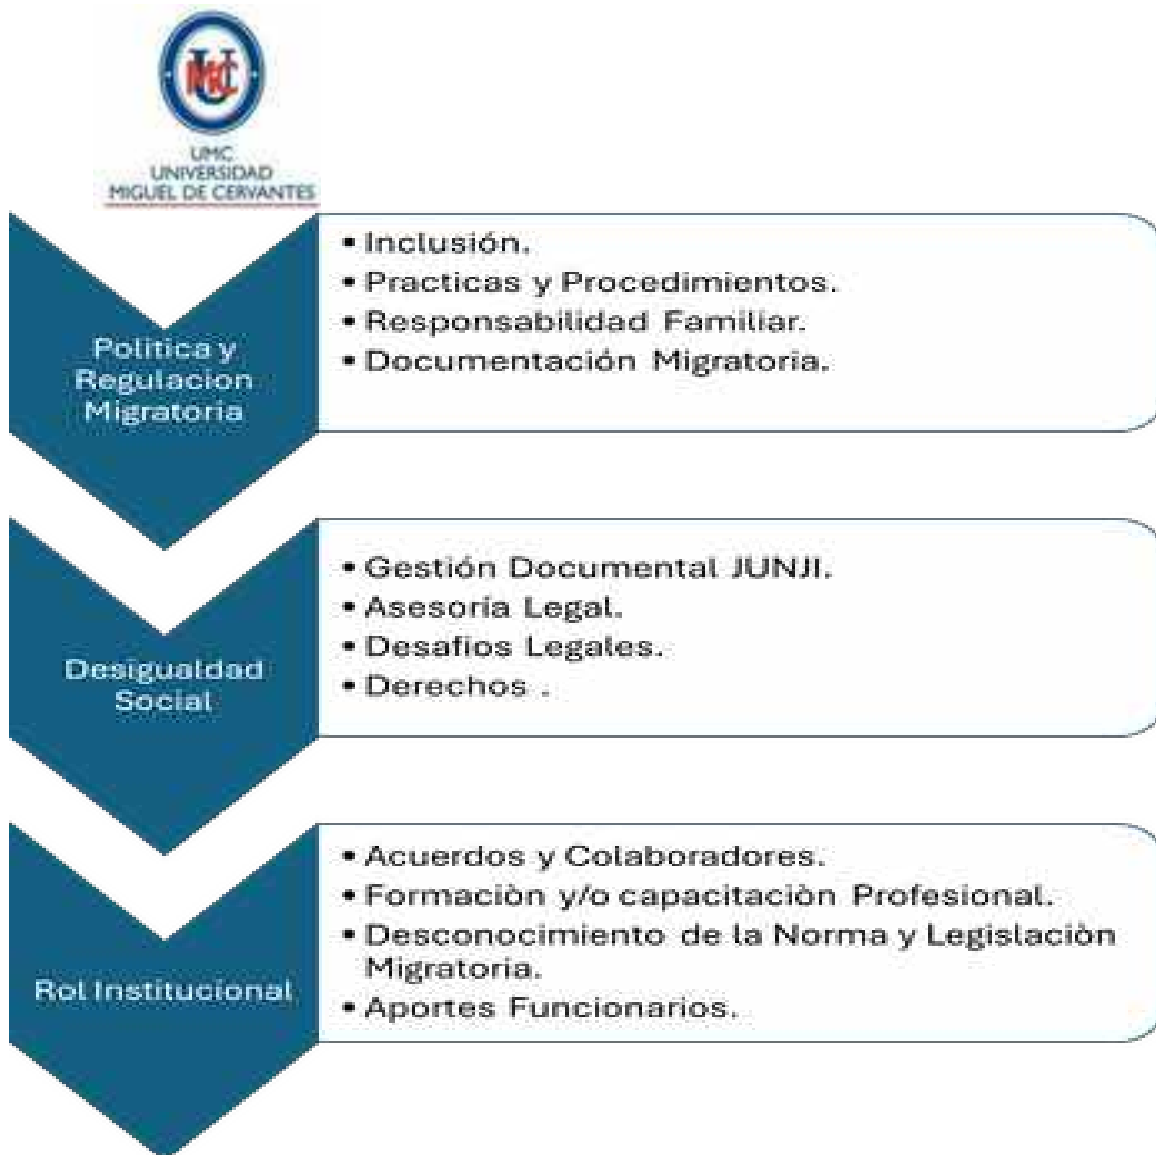 UMC
UMC
UNIVERSIDAD
MIGUEL DE CERVANTES
Politica y
Regulacion
Migratoria
• Inclusión.
• Practicas y Procedimientos.
• Responsabilidad Familiar.
• Documentación Migratoria.
Desigualdad
Social
• Gestión Documental JUNJI.
• Asesoría Legal.
• Desafios Legales.
• Derechos .
Rol Institucional
• Acuerdos y Colaboradores.
• Formaciòn y/o capacitaciòn Profesional.
• Desconocimiento de la Norma y Legislaciòn
Migratoria.
• Aportes Funcionarios.